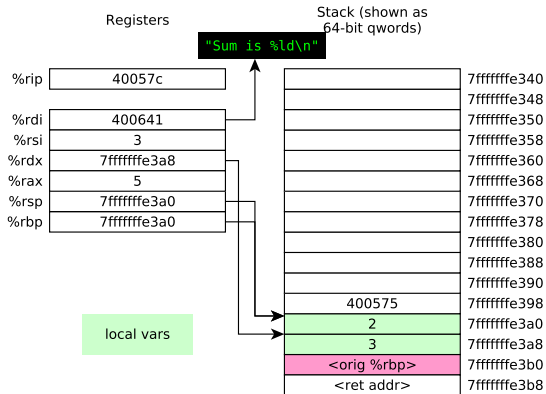 Registers
Stack (shown as
64-bit qwords)
"Sum is %ld\n"
%rip 40057c
%rdi 400641
%rsi 3
%rdx 7fffffffe3a8
%rax 5
%rsp 7fffffffe3a0
%rbp 7fffffffe3a0
local vars
7fffffffe340
7fffffffe348
7fffffffe350
7fffffffe358
7fffffffe360
7fffffffe368
7fffffffe370
7fffffffe378
7fffffffe380
7fffffffe388
7fffffffe390
400575 7fffffffe398
2 7fffffffe3a0
3 7fffffffe3a8
<orig %rbp> 7fffffffe3b0
<ret addr> 7fffffffe3b8